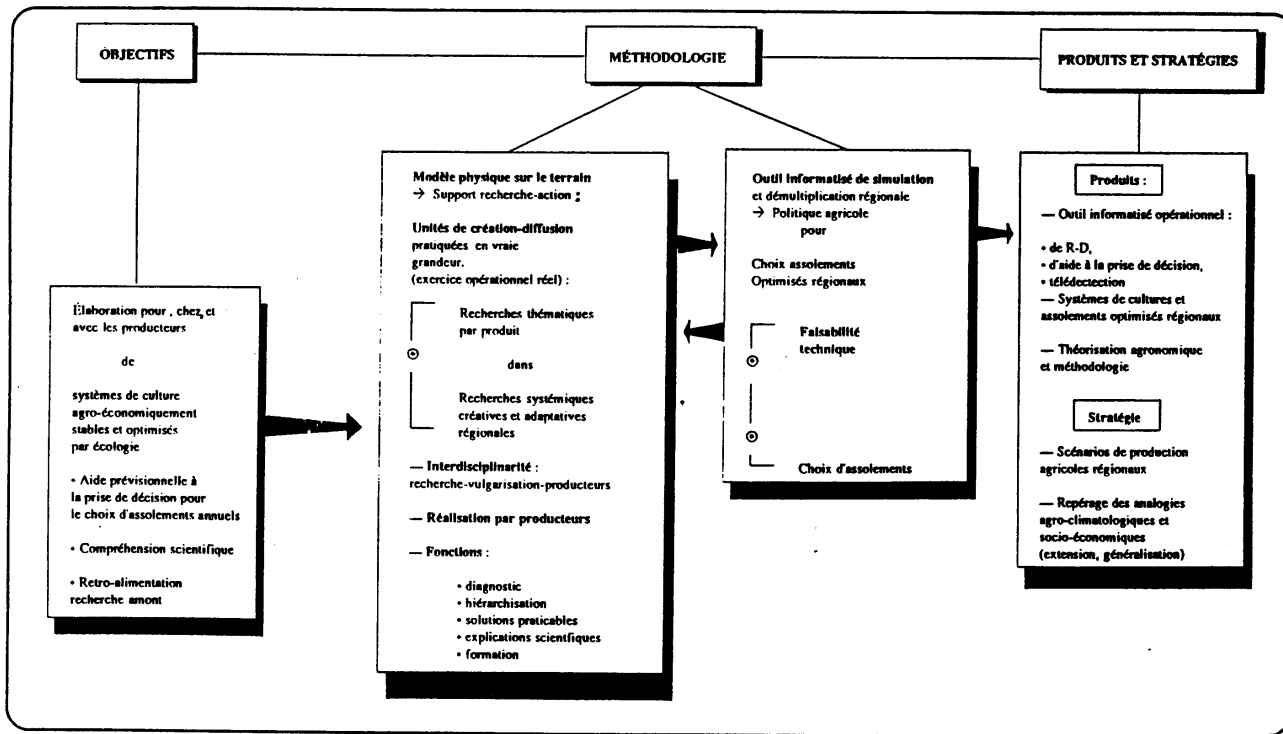 OBJECTIFS
MÉTHODOLOGIE
PRODUITS ET STRATÉGIES
Élaboration pour, chez, et
avec les producteurs
de
systèmes de culture
agro-économiquement
stables et optimisés
par écologie
• Aide prévisionnelle à
la prise de décision pour
le choix d'assolements annuels
• Compréhension scientifique
• Retro-alimentation
recherche amont
Modèle physique sur le terrain
→ Support recherche-action :
Unités de création-diffusion
pratiquées en vraie
grandeur.
(exercice opérationnel réel) :
Recherches thématiques
par produit
dans
Recherches systémiques
créatives et adaptatives
régionales
— Interdisciplinarité :
recherche-vulgarisation-producteurs
— Réalisation par producteurs
— Fonctions :
• diagnostic
• hiérarchisation
• solutions praticables
• explications scientifiques
• formation
Outil informatisé de simulation
et démultiplication régionale
→ Politique agricole
pour
Choix assolements
Optimisés régionaux
Faisabilité
technique
Choix d'assolements
Produits :
— Outil informatisé opérationnel :
• de R-D,
• d'aide à la prise de décision,
• télédectection
— Systèmes de cultures et
assolements optimisés régionaux
— Théorisation agronomique
et méthodologie
Stratégie
— Scénarios de production
agricoles régionaux
— Repérage des analogies
agro-climatologiques et
socio-économiques
(extension, généralisation)